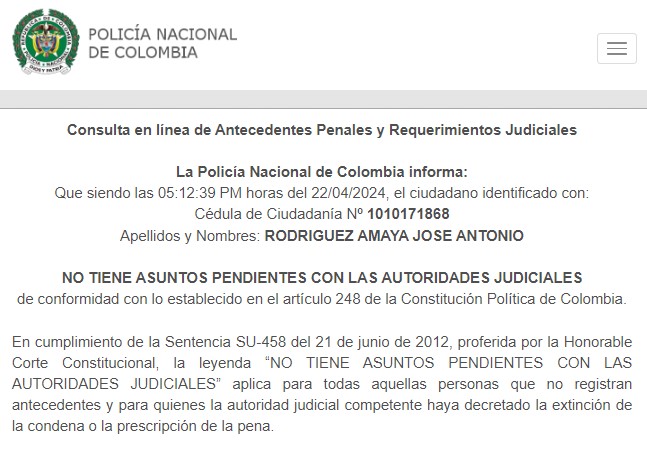 POLICÍA NACIONAL
DE COLOMBIA
Consulta en línea de Antecedentes Penales y Requerimientos Judiciales
La Policía Nacional de Colombia informa:
Que siendo las 05:12:39 PM horas del 22/04/2024, el ciudadano identificado con:
Cédula de Ciudadanía Nº 1010171868
Apellidos y Nombres: RODRIGUEZ AMAYA JOSE ANTONIO
NO TIENE ASUNTOS PENDIENTES CON LAS AUTORIDADES JUDICIALES
de conformidad con lo establecido en el artículo 248 de la Constitución Política de Colombia.
En cumplimiento de la Sentencia SU-458 del 21 de junio de 2012, proferida por la Honorable
Corte Constitucional, la leyenda “NO TIENE ASUNTOS PENDIENTES CON LAS
AUTORIDADES JUDICIALES” aplica para todas aquellas personas que no registran
antecedentes y para quienes la autoridad judicial competente haya decretado la extinción de
la condena o la prescripción de la pena.